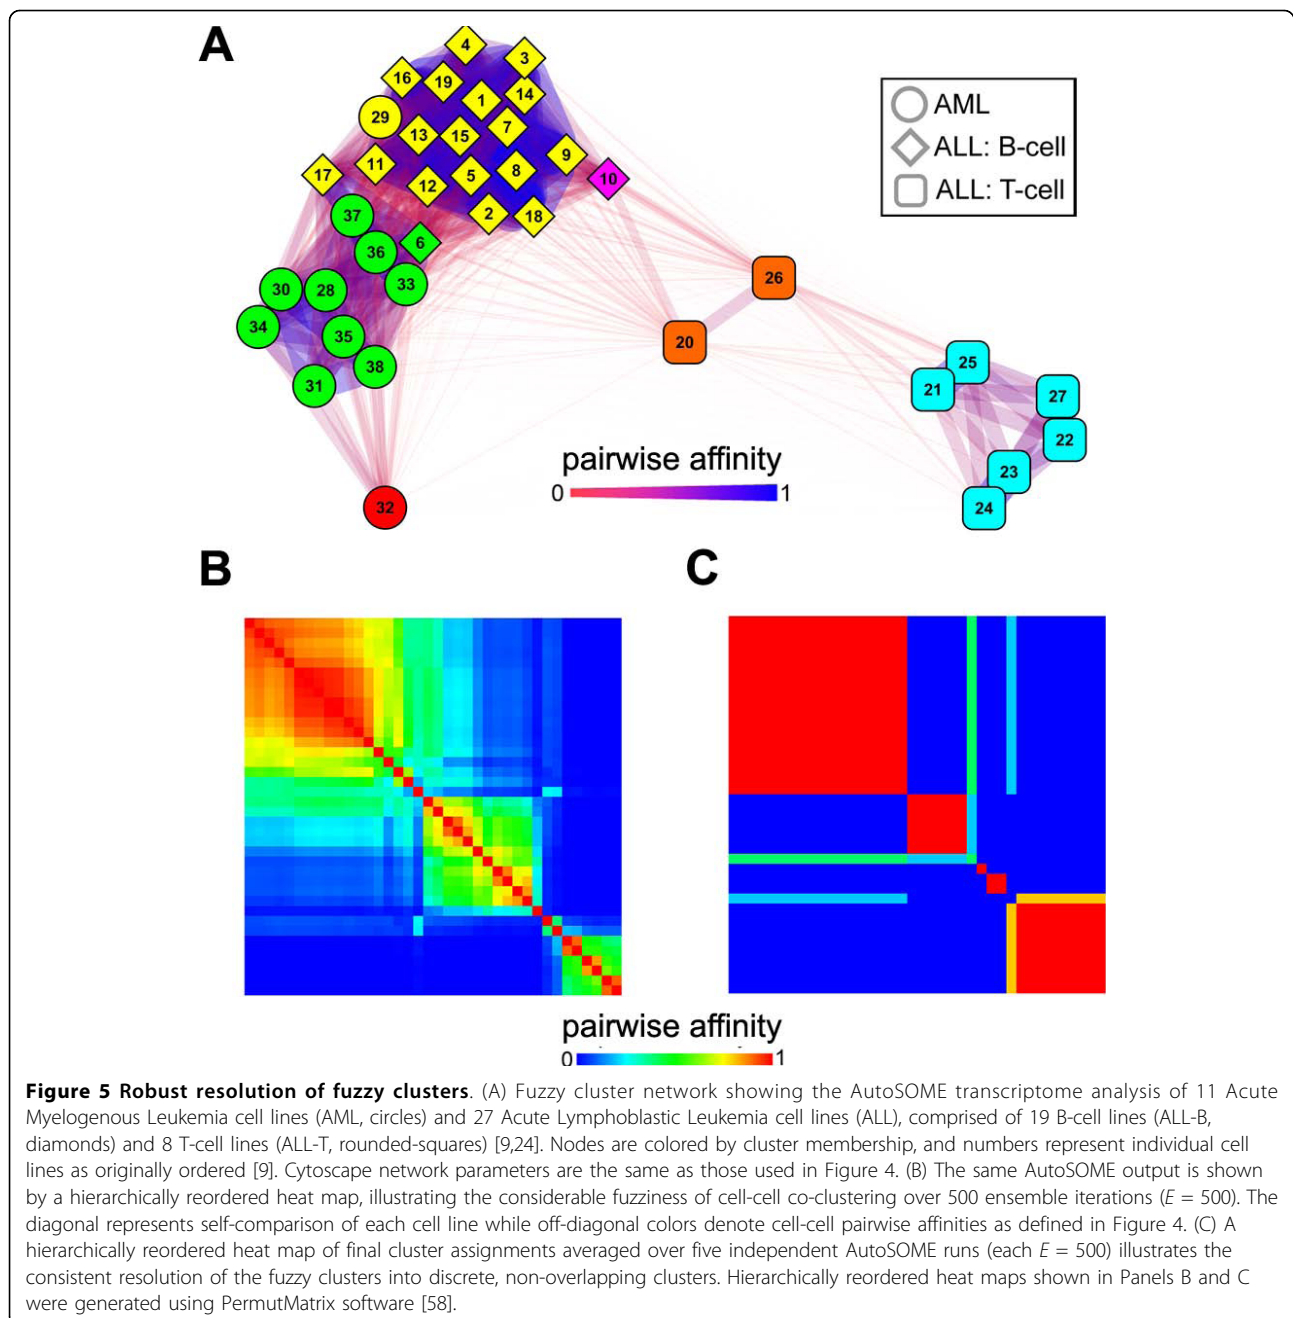 A
4
3
16
19
1
14
29
13
15
7
9
11
17
12
5
8
10
2
18
37
6
36
33
30
28
34
35
38
31
32
26
20
25
21
27
22
23
24
AML
ALL: B-cell
ALL: T-cell
pairwise affinity
0 1
B
C
pairwise affinity
0 1
Figure 5 Robust resolution of fuzzy clusters. (A) Fuzzy cluster network showing the AutoSOME transcriptome analysis of 11 Acute
Myelogenous Leukemia cell lines (AML, circles) and 27 Acute Lymphoblastic Leukemia cell lines (ALL), comprised of 19 B-cell lines (ALL-B,
diamonds) and 8 T-cell lines (ALL-T, rounded-squares) [9,24]. Nodes are colored by cluster membership, and numbers represent individual cell
lines as originally ordered [9]. Cytoscape network parameters are the same as those used in Figure 4. (B) The same AutoSOME output is shown
by a hierarchically reordered heat map, illustrating the considerable fuzziness of cell-cell co-clustering over 500 ensemble iterations (E = 500). The
diagonal represents self-comparison of each cell line while off-diagonal colors denote cell-cell pairwise affinities as defined in Figure 4. (C) A
hierarchically reordered heat map of final cluster assignments averaged over five independent AutoSOME runs (each E = 500) illustrates the
consistent resolution of the fuzzy clusters into discrete, non-overlapping clusters. Hierarchically reordered heat maps shown in Panels B and C
were generated using PermutMatrix software [58].